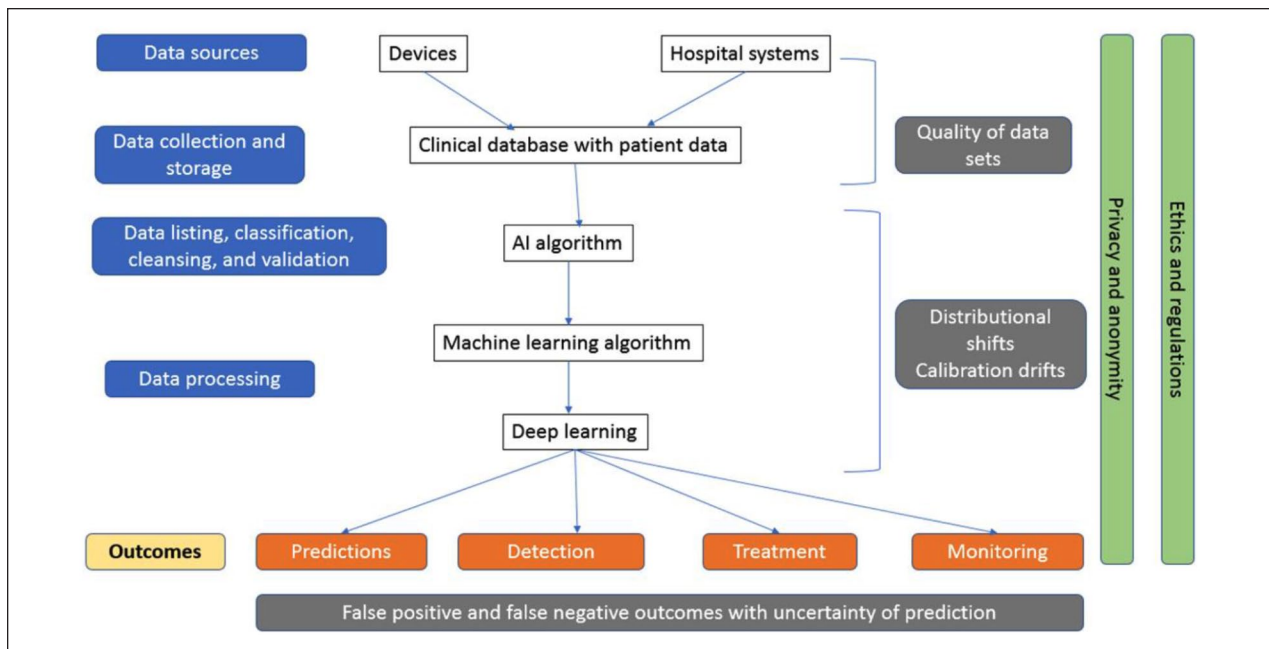 Data sources
Devices
Hospital systems
Data collection and
storage
Clinical database with patient data
Quality of data
sets
Data listing, classification,
cleansing, and validation
AI algorithm
Machine learning algorithm
Distributional
shifts
Calibration drifts
Data processing
Deep learning
Privacy and anonymity
Ethics and regulations
Outcomes
Predictions
Detection
Treatment
Monitoring
False positive and false negative outcomes with uncertainty of prediction